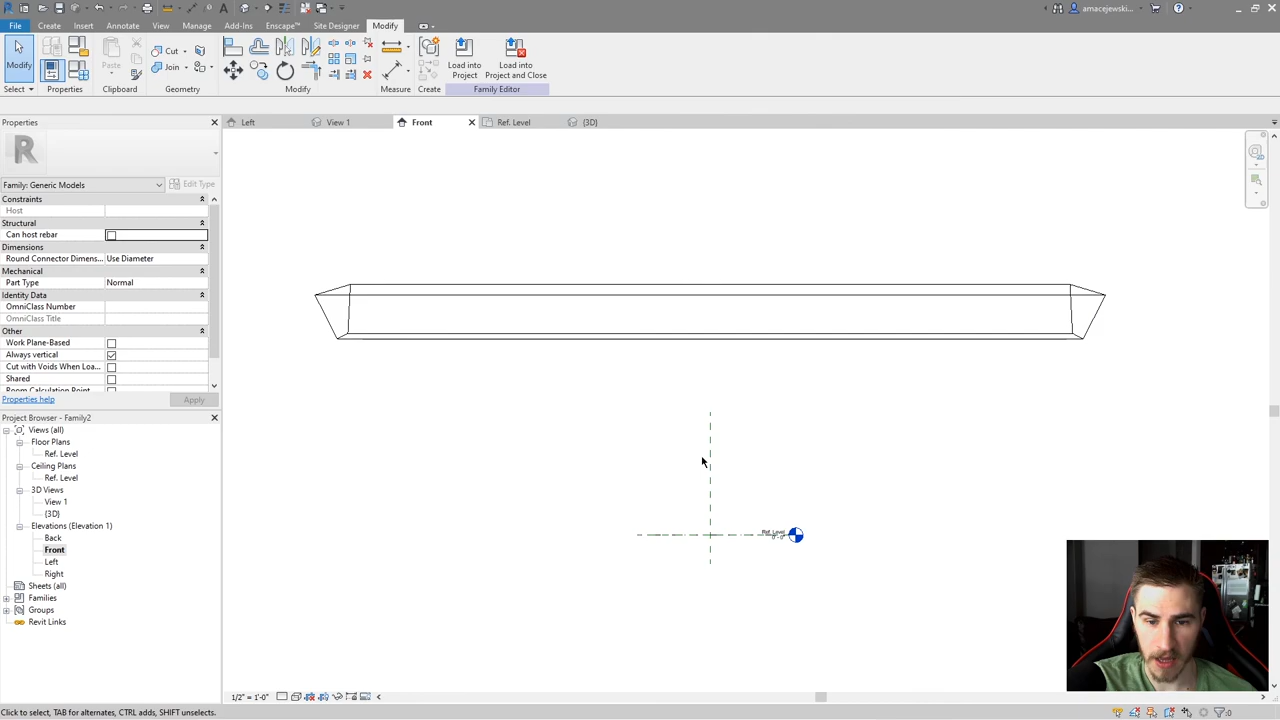 amacejewski...
File
Create
Insert
Annotate
View
Manage
Add-Ins
Enscape™
Site Designer
Modify
Modify
Paste
Cut
Join
Load into
Project
Load into
Project and Close
Select
Properties
Clipboard
Geometry
Modify
Measure
Create
Family Editor
Properties
Left
View 1
Front
Ref. Level
{3D}
R
Family: Generic Models
Edit Type
Constraints
Host
Structural
Can host rebar
Dimensions
Round Connector Dimens... Use Diameter
Mechanical
Part Type Normal
Identity Data
OmniClass Number
OmniClass Title
Other
Work Plane-Based
Always vertical
Cut with Voids When Loa...
Shared
Room Calculation Point
Properties help
Apply
Project Browser - Family2
Views (all)
Floor Plans
Ref. Level
Ceiling Plans
Ref. Level
3D Views
View 1
{3D}
Elevations (Elevation 1)
Back
Front
Left
Right
Sheets (all)
Families
Groups
Revit Links
Ref. Level
1/2" = 1'-0"
Click to select, TAB for alternates, CTRL adds, SHIFT unselects.
:0